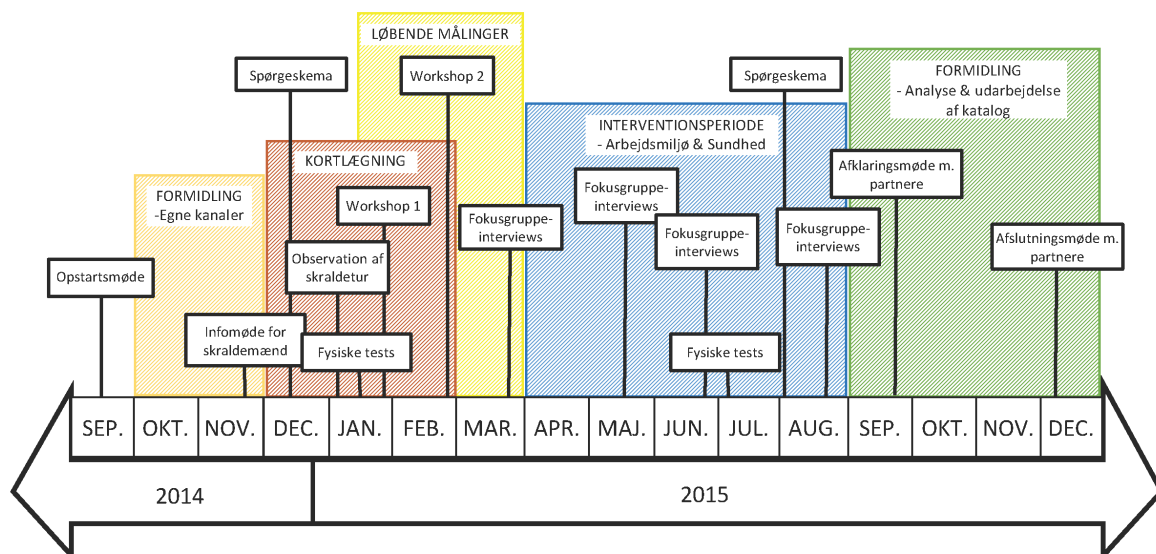 LØBENDE MÅLINGER
Spørgeskema
Workshop 2
Spørgeskema
FORMIDLING
- Analyse & udarbejdelse
af katalog
INTERVENTIONSPERIODE
- Arbejdsmiljø & Sundhed
KORTLÆGNING
FORMIDLING
-Egne kanaler
Workshop 1
Fokusgruppe-
interviews
Fokusgruppe-
interviews
Fokusgruppe-
interviews
Fokusgruppe-
interviews
Afklaringsmøde m.
partnere
Afslutningsmøde m.
partnere
Opstartsmøde
Observation af
skraldetur
Infomøde for
skraldemænd
Fysiske tests
Fysiske tests
SEP. OKT. NOV. DEC. JAN. FEB. MAR. APR. MAJ. JUN. JUL. AUG. SEP. OKT. NOV. DEC.
2014 2015